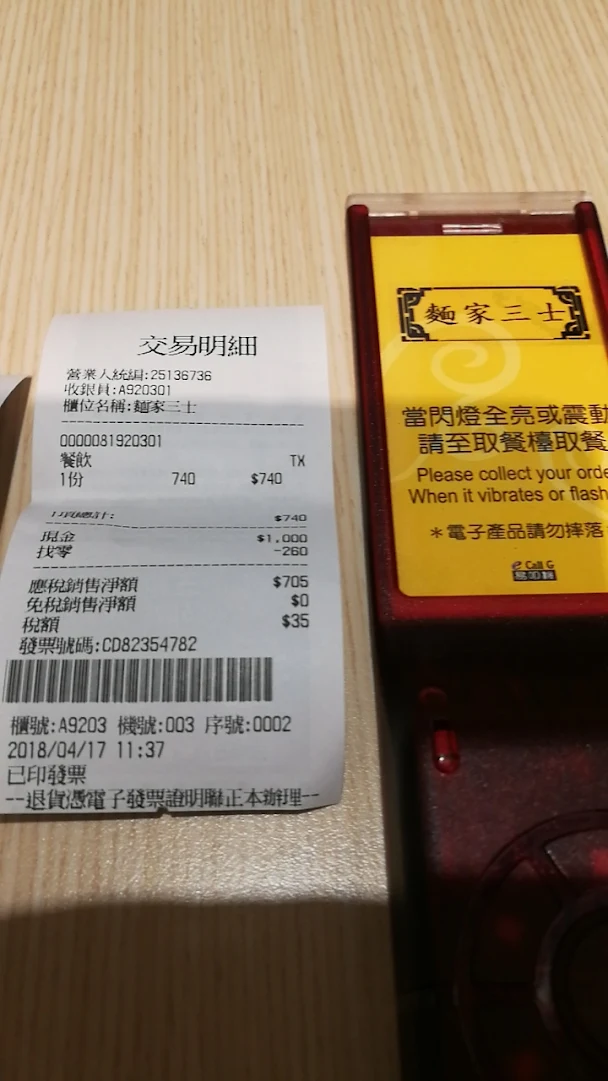 交易明細
營業人統編:25136736
收銀員:A920301
櫃位名稱:麵家三士
0000081920301
餐飲 TX
1份 740 $740
1項總計: $740
現金 $1,000
找零 -260
應稅銷售淨額 $705
免稅銷售淨額 $0
稅額 $35
發票號碼:CD82354782
櫃號:A9203 機號:003 序號:0002
2018/04/17 11:37
已印發票
--退貨憑電子發票證明聯正本辦理--
麵家三士
當閃燈全亮或震動
請至取餐檯取餐
Please collect your orde
When it vibrates or flash
＊電子產品請勿摔落
e Call G